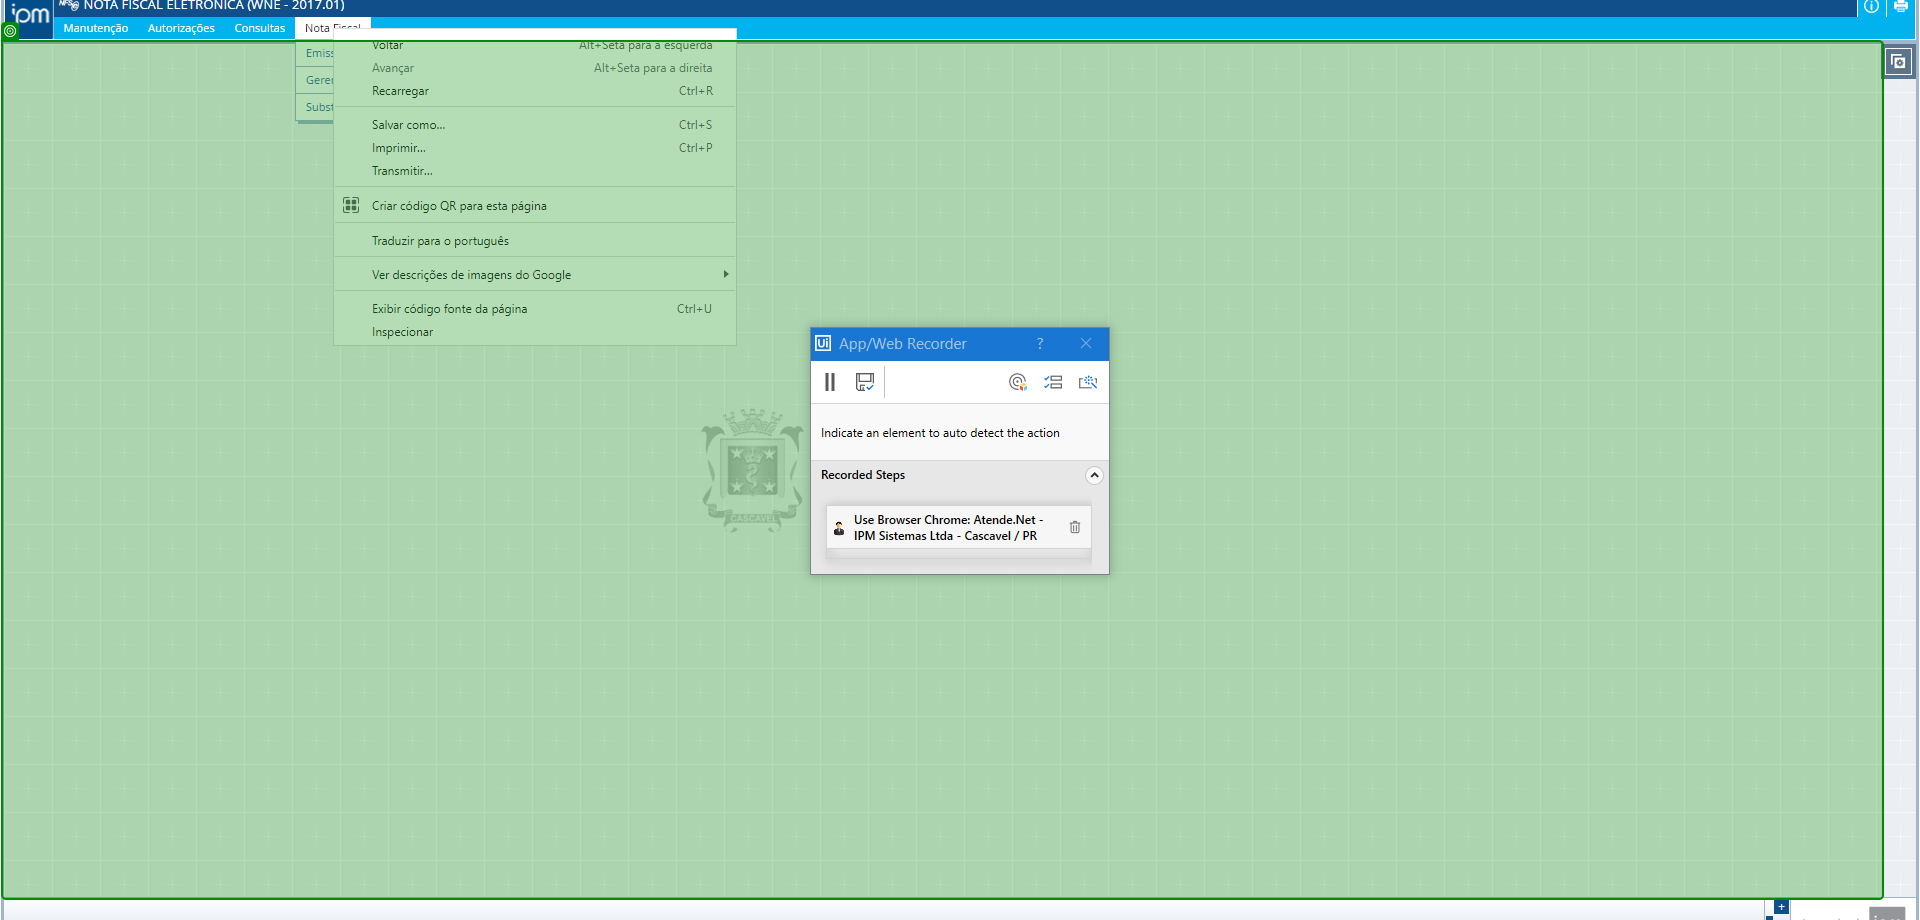 ipm
NFS-e NOTA FISCAL ELETRÔNICA (WNE - 2017.01)
Manutenção Autorizações Consultas Nota Fiscal
Emiss
Geren
Subst
Voltar Alt+Seta para a esquerda
Avançar Alt+Seta para a direita
Recarregar Ctrl+R
Salvar como... Ctrl+S
Imprimir... Ctrl+P
Transmitir...
Criar código QR para esta página
Traduzir para o português
Ver descrições de imagens do Google
Exibir código fonte da página Ctrl+U
Inspecionar
Ui App/Web Recorder ?
Indicate an element to auto detect the action
Recorded Steps
Use Browser Chrome: Atende.Net -
IPM Sistemas Ltda - Cascavel / PR
CASCAVEL